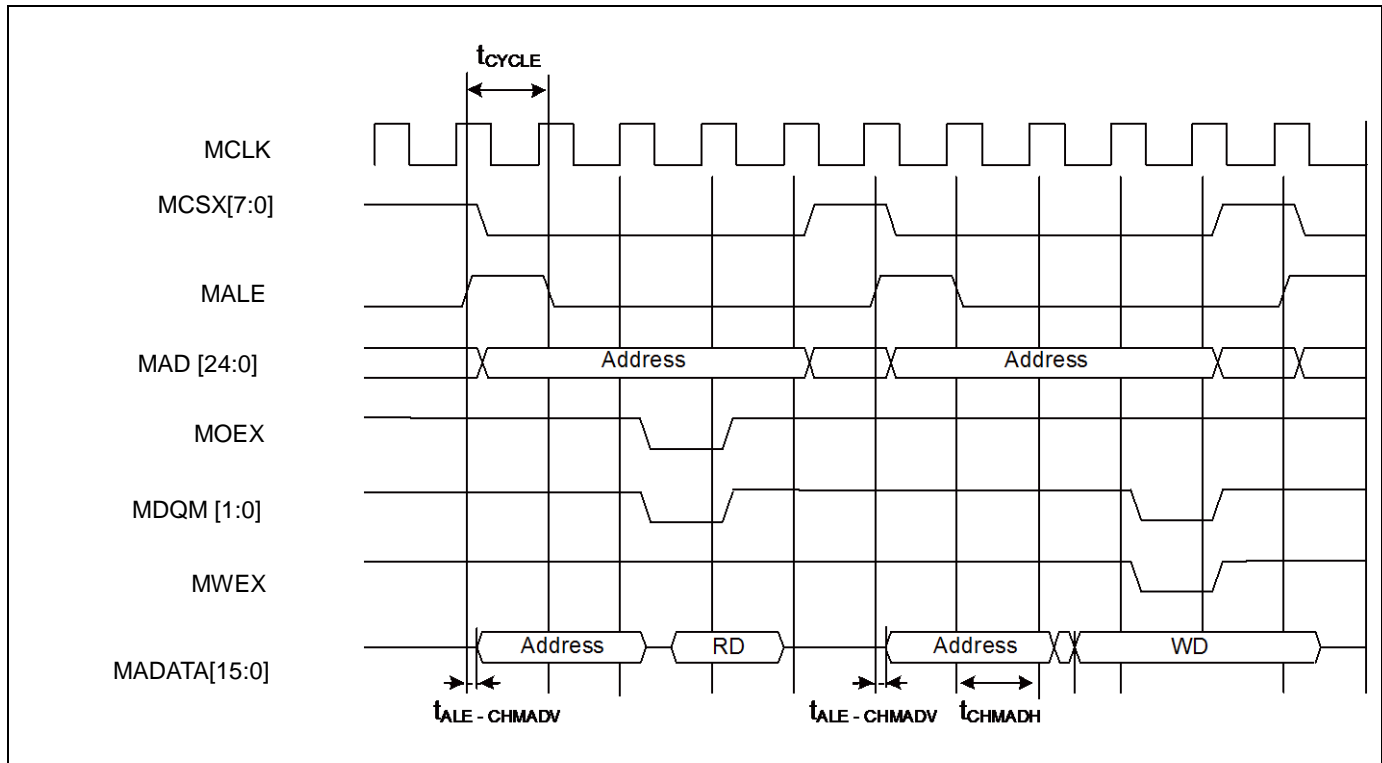 tCYCLE
MCLK
MCSX[7:0]
MALE
MAD [24:0]
Address
Address
MOEX
MDQM [1:0]
MWEX
MADATA[15:0]
Address
RD
Address
WD
tALE - CHMADV
tALE - CHMADV
tCHMADH